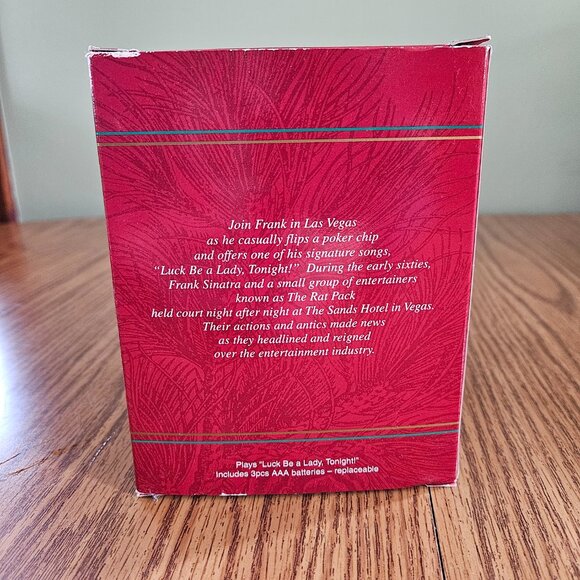 Join Frank in Las Vegas
as he casually flips a poker chip
and offers one of his signature songs,
“Luck Be a Lady, Tonight!”  During the early sixties,
Frank Sinatra and a small group of entertainers
known as The Rat Pack
held court night after night at The Sands Hotel in Vegas.
Their actions and antics made news
as they headlined and reigned
over the entertainment industry.
Plays “Luck Be a Lady, Tonight!”
Includes 3pcs AAA batteries – replaceable